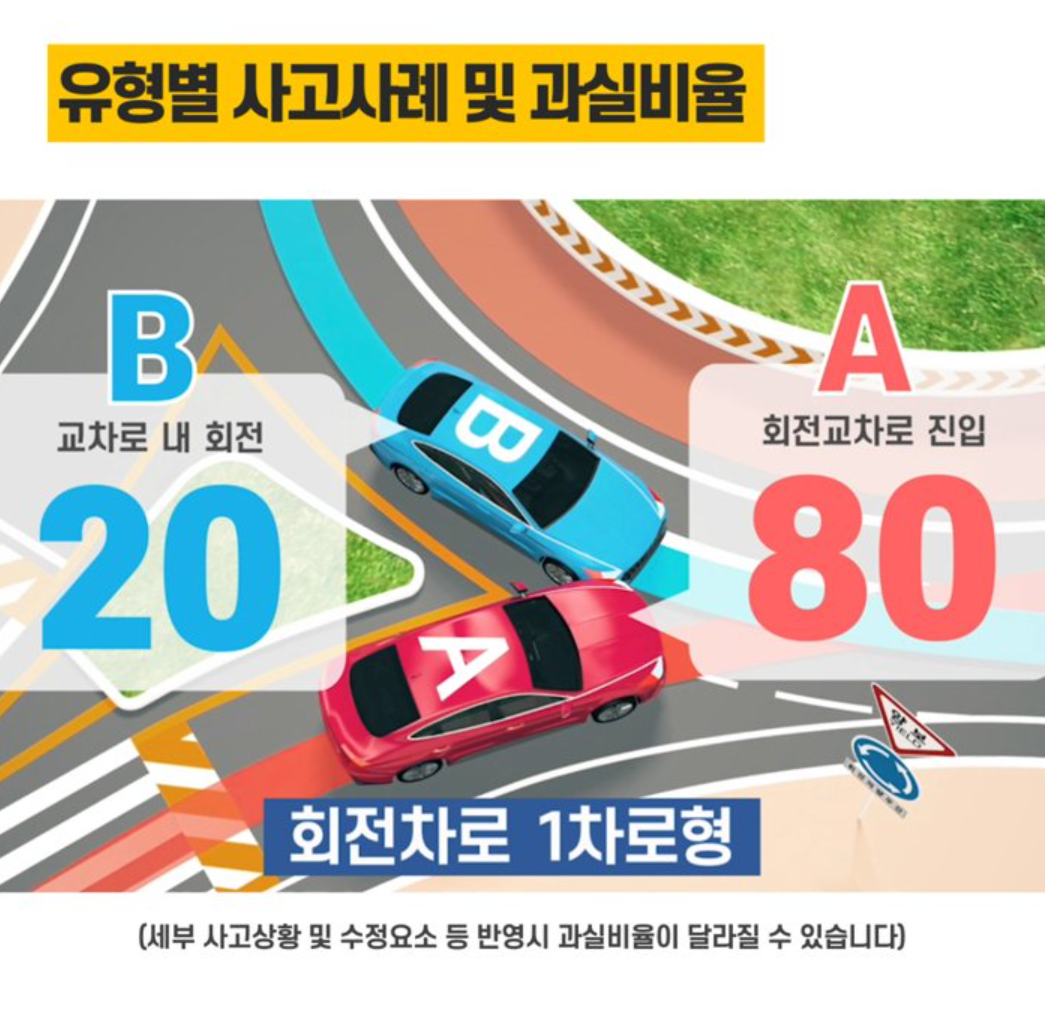 유형별 사고사례 및 과실비율
B
교차로 내 회전
20
A
회전교차로 진입
80
B
A
양보
YIELD
회전차로 1차로형
(세부 사고상황 및 수정요소 등 반영시 과실비율이 달라질 수 있습니다)